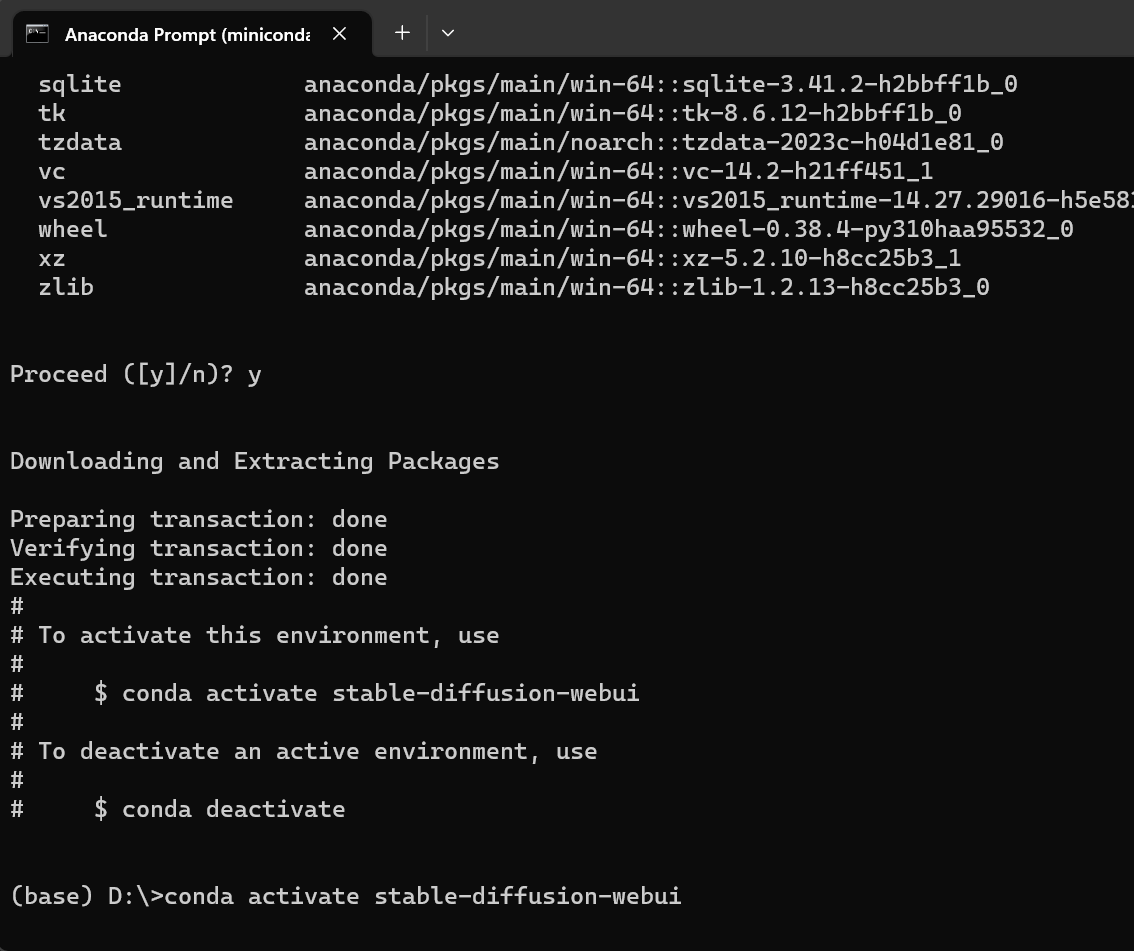 Anaconda Prompt (miniconda
sqlite anaconda/pkgs/main/win-64::sqlite-3.41.2-h2bbff1b_0
tk anaconda/pkgs/main/win-64::tk-8.6.12-h2bbff1b_0
tzdata anaconda/pkgs/main/noarch::tzdata-2023c-h04d1e81_0
vc anaconda/pkgs/main/win-64::vc-14.2-h21ff451_1
vs2015_runtime anaconda/pkgs/main/win-64::vs2015_runtime-14.27.29016-h5e58
wheel anaconda/pkgs/main/win-64::wheel-0.38.4-py310haa95532_0
xz anaconda/pkgs/main/win-64::xz-5.2.10-h8cc25b3_1
zlib anaconda/pkgs/main/win-64::zlib-1.2.13-h8cc25b3_0
Proceed ([y]/n)? y
Downloading and Extracting Packages
Preparing transaction: done
Verifying transaction: done
Executing transaction: done
#
# To activate this environment, use
#
# $ conda activate stable-diffusion-webui
#
# To deactivate an active environment, use
#
# $ conda deactivate
(base) D:\>conda activate stable-diffusion-webui